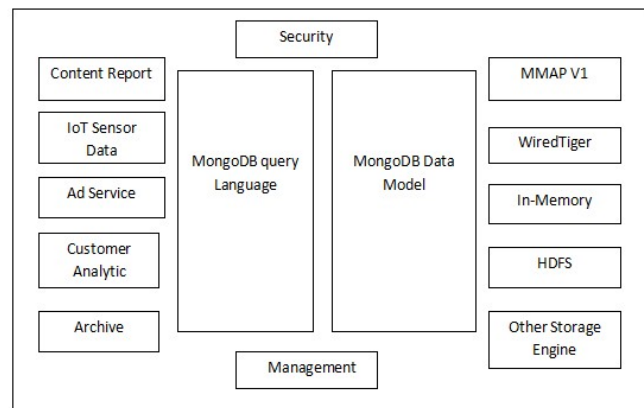 Security
Content Report
IoT Sensor
Data
Ad Service
Customer
Analytic
Archive
MongoDB query
Language
MongoDB Data
Model
MMAP V1
WiredTiger
In-Memory
HDFS
Other Storage
Engine
Management